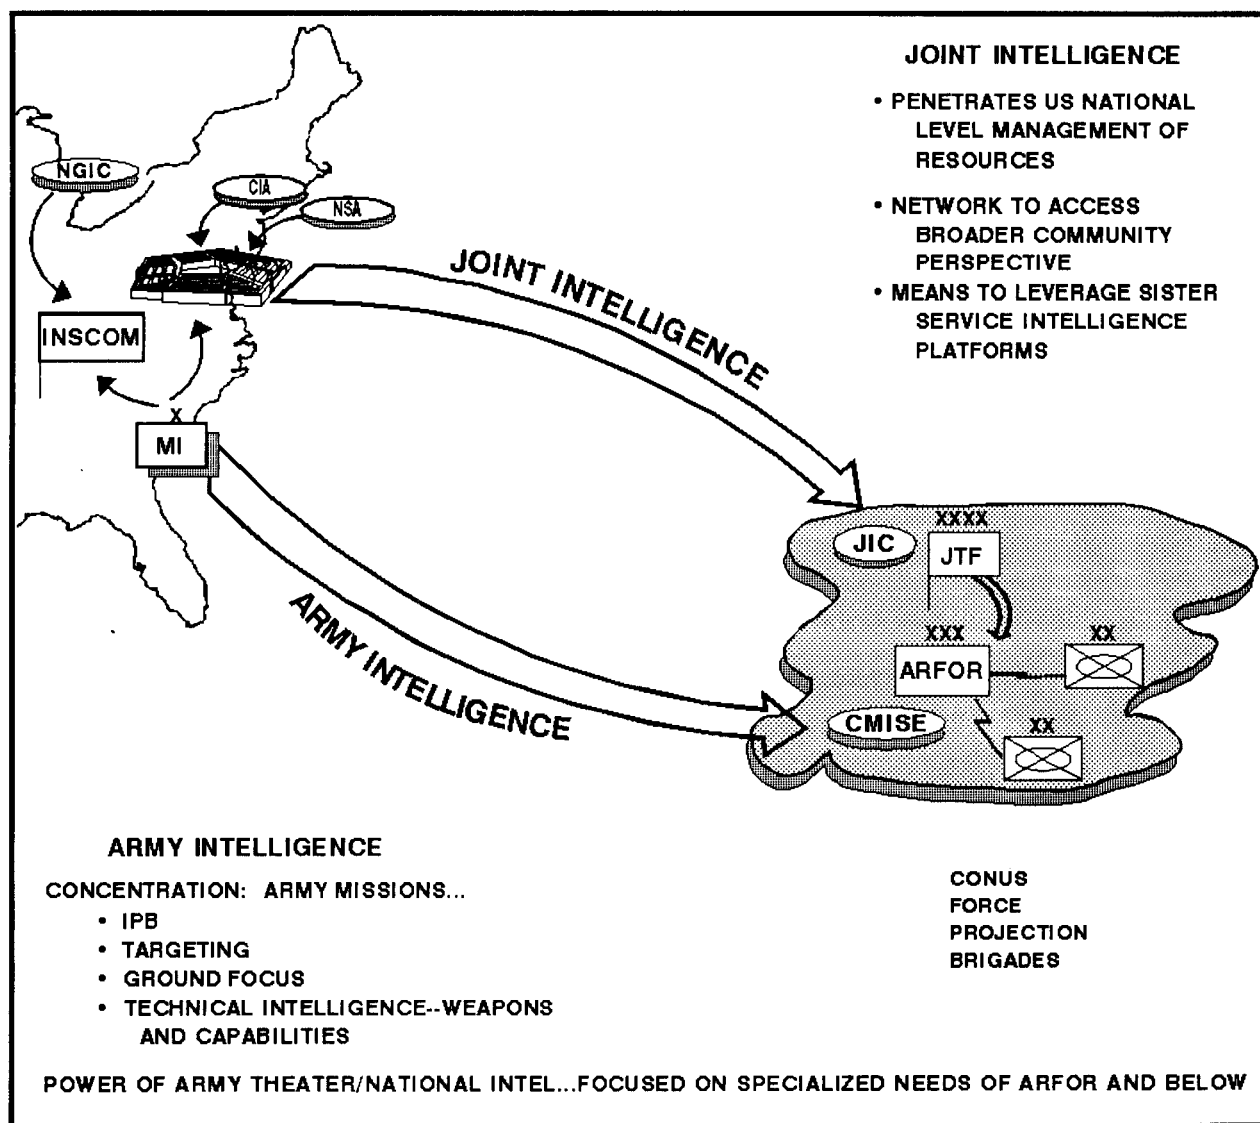 JOINT INTELLIGENCE
• PENETRATES US NATIONAL
LEVEL MANAGEMENT OF
RESOURCES
• NETWORK TO ACCESS
BROADER COMMUNITY
PERSPECTIVE
• MEANS TO LEVERAGE SISTER
SERVICE INTELLIGENCE
PLATFORMS
NGIC
CIA
NSA
INSCOM
X
MI
JOINT INTELLIGENCE
ARMY INTELLIGENCE
JIC
XXXX
JTF
XXX
ARFOR
XX
CMISE
XX
ARMY INTELLIGENCE
CONCENTRATION: ARMY MISSIONS...
• IPB
• TARGETING
• GROUND FOCUS
• TECHNICAL INTELLIGENCE--WEAPONS
AND CAPABILITIES
CONUS
FORCE
PROJECTION
BRIGADES
POWER OF ARMY THEATER/NATIONAL INTEL...FOCUSED ON SPECIALIZED NEEDS OF ARFOR AND BELOW